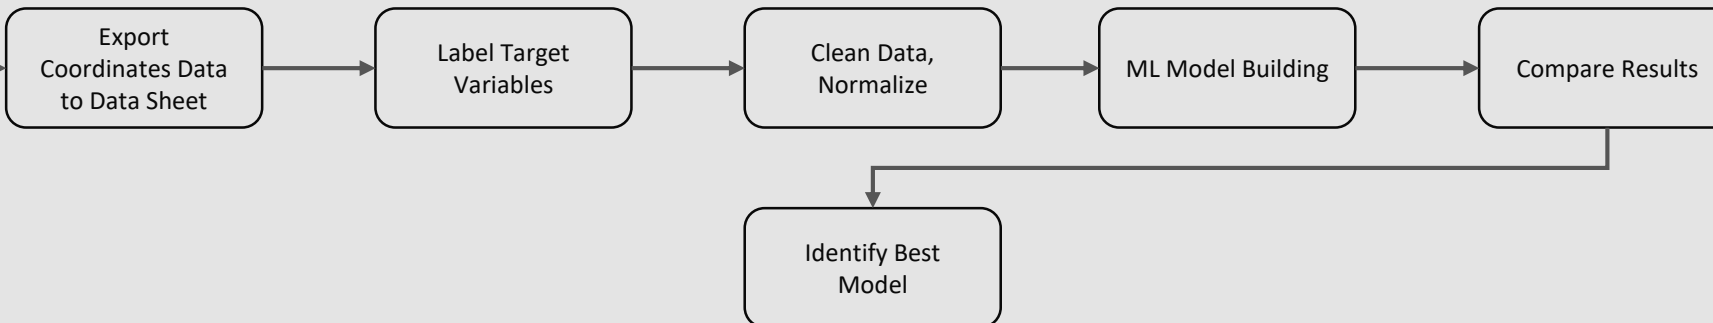 Export
Coordinates Data
to Data Sheet
Label Target
Variables
Clean Data,
Normalize
ML Model Building
Compare Results
Identify Best
Model